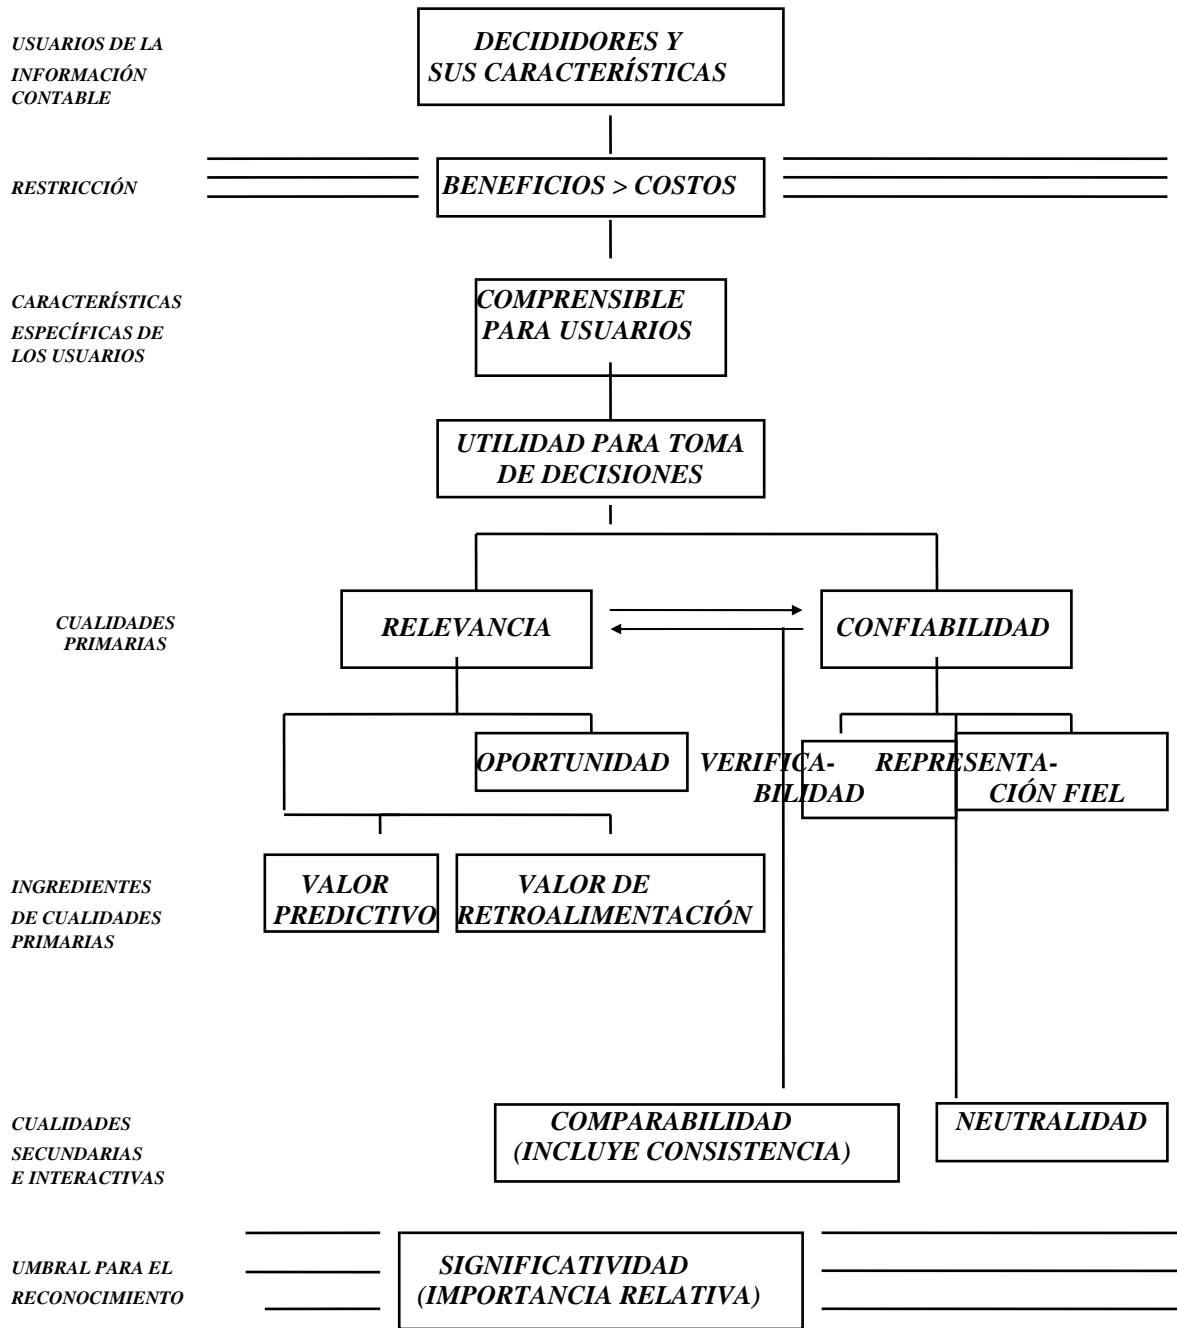 USUARIOS DE LA
INFORMACIÓN
CONTABLE
DECIDIDORES Y
SUS CARACTERÍSTICAS
RESTRICCIÓN
BENEFICIOS > COSTOS
CARACTERÍSTICAS
ESPECÍFICAS DE
LOS USUARIOS
COMPRENSIBLE
PARA USUARIOS
UTILIDAD PARA TOMA
DE DECISIONES
CUALIDADES
PRIMARIAS
RELEVANCIA
CONFIABILIDAD
OPORTUNIDAD
VERIFICA-
BILIDAD
REPRESENTA-
CIÓN FIEL
INGREDIENTES
DE CUALIDADES
PRIMARIAS
VALOR
PREDICTIVO
VALOR DE
RETROALIMENTACIÓN
CUALIDADES
SECUNDARIAS
E INTERACTIVAS
COMPARABILIDAD
(INCLUYE CONSISTENCIA)
NEUTRALIDAD
UMBRAL PARA EL
RECONOCIMIENTO
SIGNIFICATIVIDAD
(IMPORTANCIA RELATIVA)